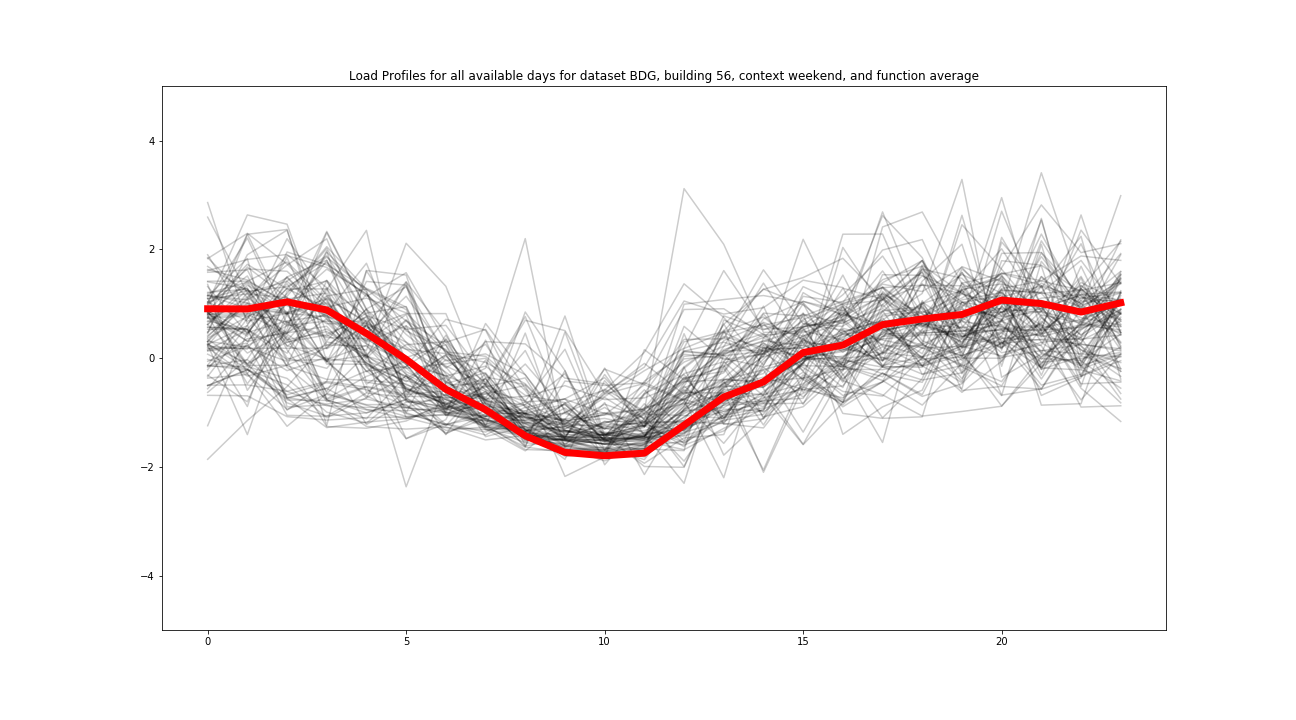 Load Profiles for all available days for dataset BDG, building 56, context weekend, and function average
4
2
0
−2
−4
0 5 10 15 20